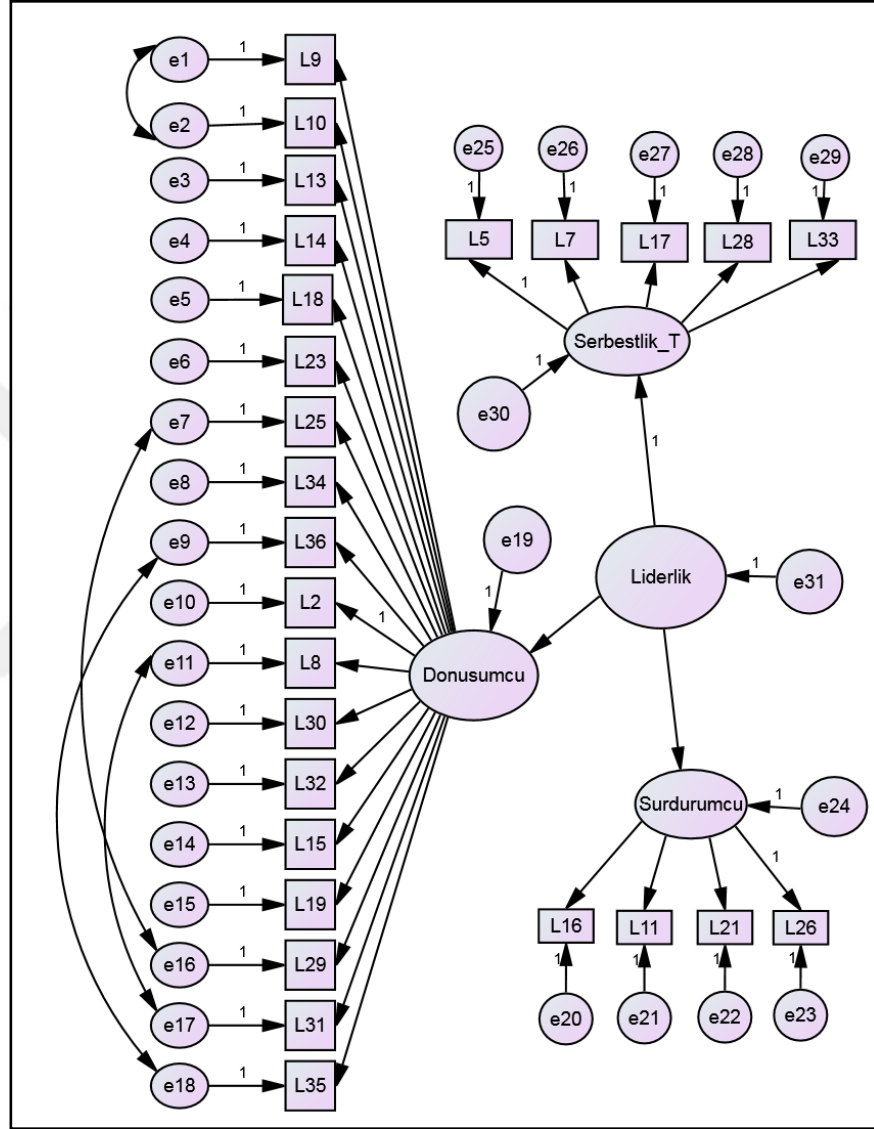 e1 1 L9
e2 1 L10
e3 1 L13
e4 1 L14
e5 1 L18
e6 1 L23
e7 1 L25
e8 1 L34
e9 1 L36
e10 1 L2
e11 1 L8
e12 1 L30
e13 1 L32
e14 1 L15
e15 1 L19
e16 1 L29
e17 1 L31
e18 1 L35
1
Donusumcu
1
e19
e25 e26 e27 e28 e29
1 1 1 1 1
L5 L7 L17 L28 L33
1
Serbestlik_T
1
e30
1
Liderlik
1
e31
Surdurumcu
1
e24
1
L16 L11 L21 L26
1 1 1 1
e20 e21 e22 e23